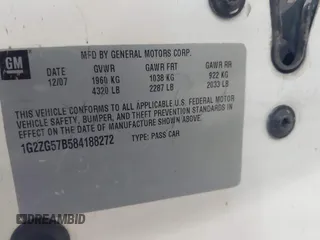 GM
MFD BY GENERAL MOTORS CORP.
DATE GVWR GAWR FRT GAWR RR
12/07 1960 KG 1038 KG 922 KG
4320 LB 2287 LB 2033 LB
THIS VEHICLE CONFORMS TO ALL APPLICABLE U.S. FEDERAL MOTOR
VEHICLE SAFETY, BUMPER, AND THEFT PREVENTION STANDARDS IN
EFFECT ON THE DATE OF MANUFACTURE SHOWN ABOVE.
1G2ZG57B584188272 TYPE: PASS CAR
DREAMBID